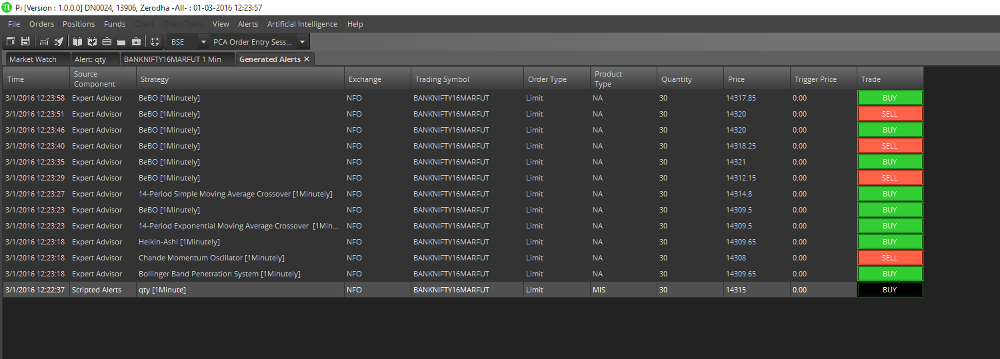 Pi [Version : 1.0.0.0] DN0024, 13906, Zerodha -All- : 01-03-2016 12:23:57
File Orders Positions Funds Chart Chart Tools View Alerts Artificial Intelligence Help
BSE PCA Order Entry Sess...
Market Watch Alert: qty BANKNIFTY16MARFUT 1 Min Generated Alerts ✕
Time Source Component Strategy Exchange Trading Symbol Order Type Product Type Quantity Price Trigger Price Trade
3/1/2016 12:23:58 Expert Advisor BeBO [1Minutely] NFO BANKNIFTY16MARFUT Limit NA 30 14317.85 0.00 BUY
3/1/2016 12:23:51 Expert Advisor BeBO [1Minutely] NFO BANKNIFTY16MARFUT Limit NA 30 14320 0.00 SELL
3/1/2016 12:23:46 Expert Advisor BeBO [1Minutely] NFO BANKNIFTY16MARFUT Limit NA 30 14320 0.00 BUY
3/1/2016 12:23:40 Expert Advisor BeBO [1Minutely] NFO BANKNIFTY16MARFUT Limit NA 30 14318.25 0.00 SELL
3/1/2016 12:23:35 Expert Advisor BeBO [1Minutely] NFO BANKNIFTY16MARFUT Limit NA 30 14321 0.00 BUY
3/1/2016 12:23:29 Expert Advisor BeBO [1Minutely] NFO BANKNIFTY16MARFUT Limit NA 30 14312.15 0.00 SELL
3/1/2016 12:23:27 Expert Advisor 14-Period Simple Moving Average Crossover [1Minutely] NFO BANKNIFTY16MARFUT Limit NA 30 14314.8 0.00 BUY
3/1/2016 12:23:23 Expert Advisor BeBO [1Minutely] NFO BANKNIFTY16MARFUT Limit NA 30 14309.5 0.00 BUY
3/1/2016 12:23:23 Expert Advisor 14-Period Exponential Moving Average Crossover [1Min... NFO BANKNIFTY16MARFUT Limit NA 30 14309.5 0.00 BUY
3/1/2016 12:23:18 Expert Advisor Heikin-Ashi [1Minutely] NFO BANKNIFTY16MARFUT Limit NA 30 14309.65 0.00 BUY
3/1/2016 12:23:18 Expert Advisor Chande Momentum Oscillator [1Minutely] NFO BANKNIFTY16MARFUT Limit NA 30 14308 0.00 SELL
3/1/2016 12:23:18 Expert Advisor Bollinger Band Penetration System [1Minutely] NFO BANKNIFTY16MARFUT Limit NA 30 14309.65 0.00 BUY
3/1/2016 12:22:37 Scripted Alerts qty [1Minute] NFO BANKNIFTY16MARFUT Limit MIS 30 14315 0.00 BUY